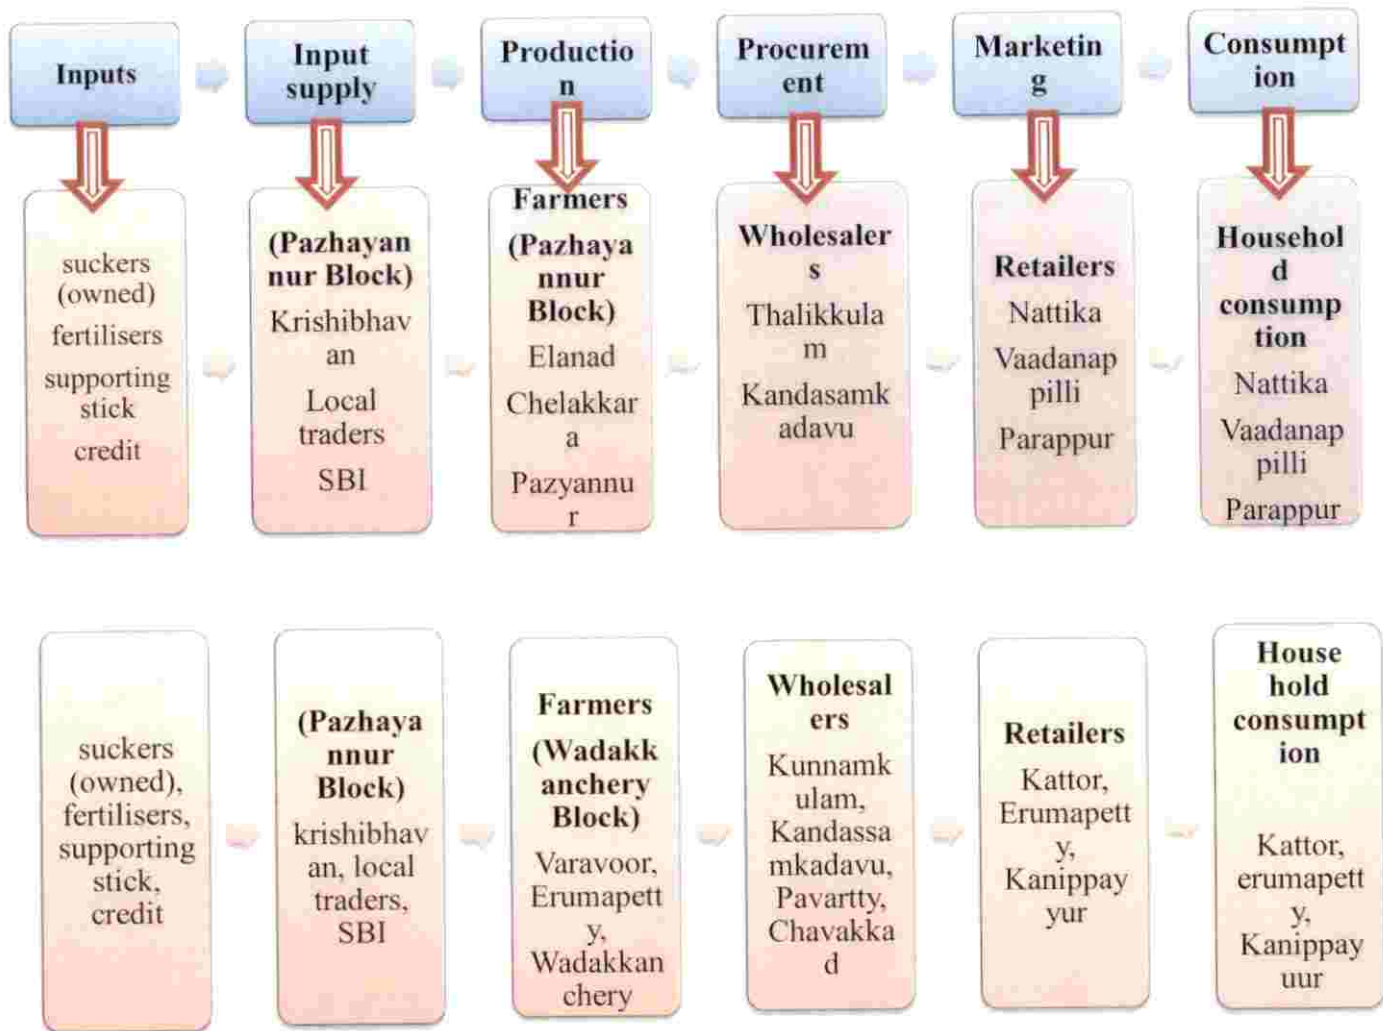 Inputs
Input
supply
Productio
n
Procurem
ent
Marketin
g
Consumpt
ion
suckers
(owned)
fertilisers
supporting
stick
credit
(Pazhayan
nur Block)
Krishibhav
an
Local
traders
SBI
Farmers
(Pazhaya
nnur
Block)
Elanad
Chelakkar
a
Pazyannu
r
Wholesaler
s
Thalikkula
m
Kandasamk
adavu
Retailers
Nattika
Vaadanap
pilli
Parappur
Househol
d
consump
tion
Nattika
Vaadanap
pilli
Parappur
suckers
(owned),
fertilisers,
supporting
stick,
credit
(Pazhaya
nnur
Block)
krishibhav
an, local
traders,
SBI
Farmers
(Wadakk
anchery
Block)
Varavoor,
Erumapett
y,
Wadakkan
chery
Wholesal
ers
Kunnamk
ulam,
Kandassa
mkadavu,
Pavartty,
Chavakka
d
Retailers
Kattor,
Erumapett
y,
Kanippay
yur
House
hold
consumpt
ion
Kattor,
erumapett
y,
Kanippay
uur